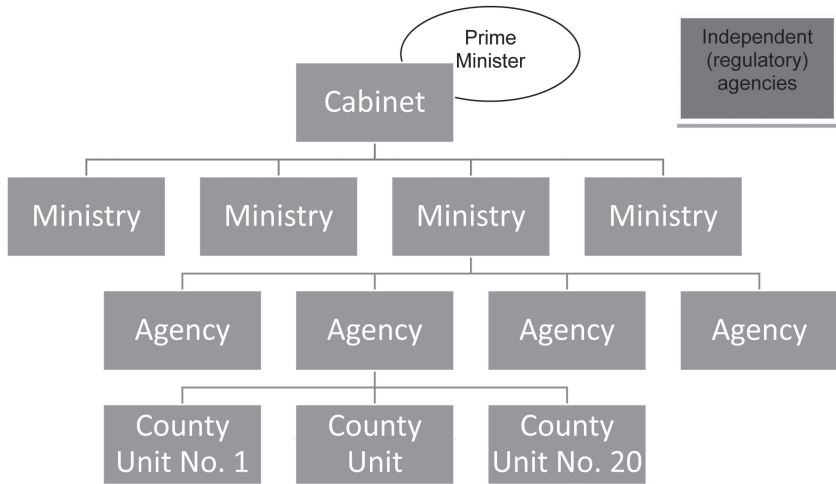 Prime
Minister
Independent
(regulatory)
agencies
Cabinet
Ministry
Ministry
Ministry
Ministry
Agency
Agency
Agency
Agency
County
Unit No. 1
County
Unit
County
Unit No. 20